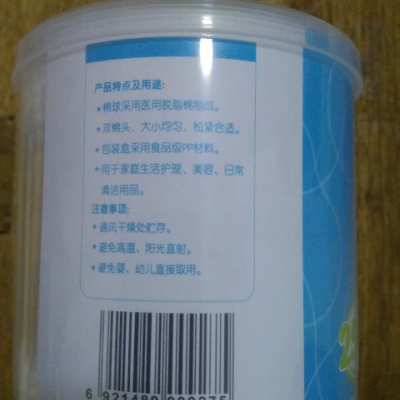 产品特点及用途:
★棉球采用医用脱脂棉制成。
★双棉头、大小均匀、松紧合适。
★包装盒采用食品级PP材料。
★用于家庭生活护理、美容、日常
清洁用品。
注意事项:
★通风干燥处贮存。
★避免高温、阳光直射。
★避免婴、幼儿直接取用。